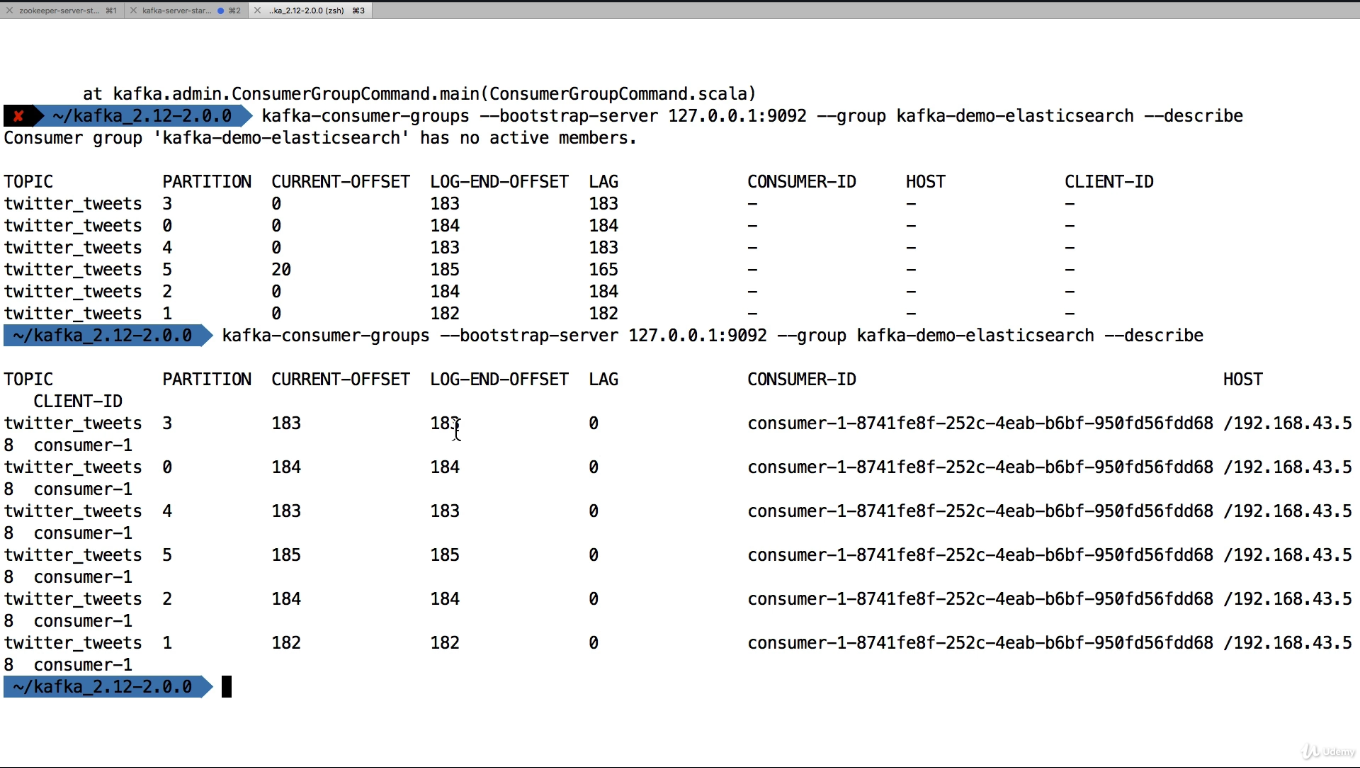 zookeeper-server-st... ⌘1 kafka-server-star... ⌘2 ..ka_2.12-2.0.0 (zsh) ⌘3
at kafka.admin.ConsumerGroupCommand.main(ConsumerGroupCommand.scala)
✘ ~/kafka_2.12-2.0.0 kafka-consumer-groups --bootstrap-server 127.0.0.1:9092 --group kafka-demo-elasticsearch --describe
Consumer group 'kafka-demo-elasticsearch' has no active members.
TOPIC PARTITION CURRENT-OFFSET LOG-END-OFFSET LAG CONSUMER-ID HOST CLIENT-ID
twitter_tweets 3 0 183 183 - - -
twitter_tweets 0 0 184 184 - - -
twitter_tweets 4 0 183 183 - - -
twitter_tweets 5 20 185 165 - - -
twitter_tweets 2 0 184 184 - - -
twitter_tweets 1 0 182 182 - - -
~/kafka_2.12-2.0.0 kafka-consumer-groups --bootstrap-server 127.0.0.1:9092 --group kafka-demo-elasticsearch --describe
TOPIC PARTITION CURRENT-OFFSET LOG-END-OFFSET LAG CONSUMER-ID HOST
CLIENT-ID
twitter_tweets 3 183 183 0 consumer-1-8741fe8f-252c-4eab-b6bf-950fd56fdd68 /192.168.43.5
8 consumer-1
twitter_tweets 0 184 184 0 consumer-1-8741fe8f-252c-4eab-b6bf-950fd56fdd68 /192.168.43.5
8 consumer-1
twitter_tweets 4 183 183 0 consumer-1-8741fe8f-252c-4eab-b6bf-950fd56fdd68 /192.168.43.5
8 consumer-1
twitter_tweets 5 185 185 0 consumer-1-8741fe8f-252c-4eab-b6bf-950fd56fdd68 /192.168.43.5
8 consumer-1
twitter_tweets 2 184 184 0 consumer-1-8741fe8f-252c-4eab-b6bf-950fd56fdd68 /192.168.43.5
8 consumer-1
twitter_tweets 1 182 182 0 consumer-1-8741fe8f-252c-4eab-b6bf-950fd56fdd68 /192.168.43.5
8 consumer-1
~/kafka_2.12-2.0.0
Udemy